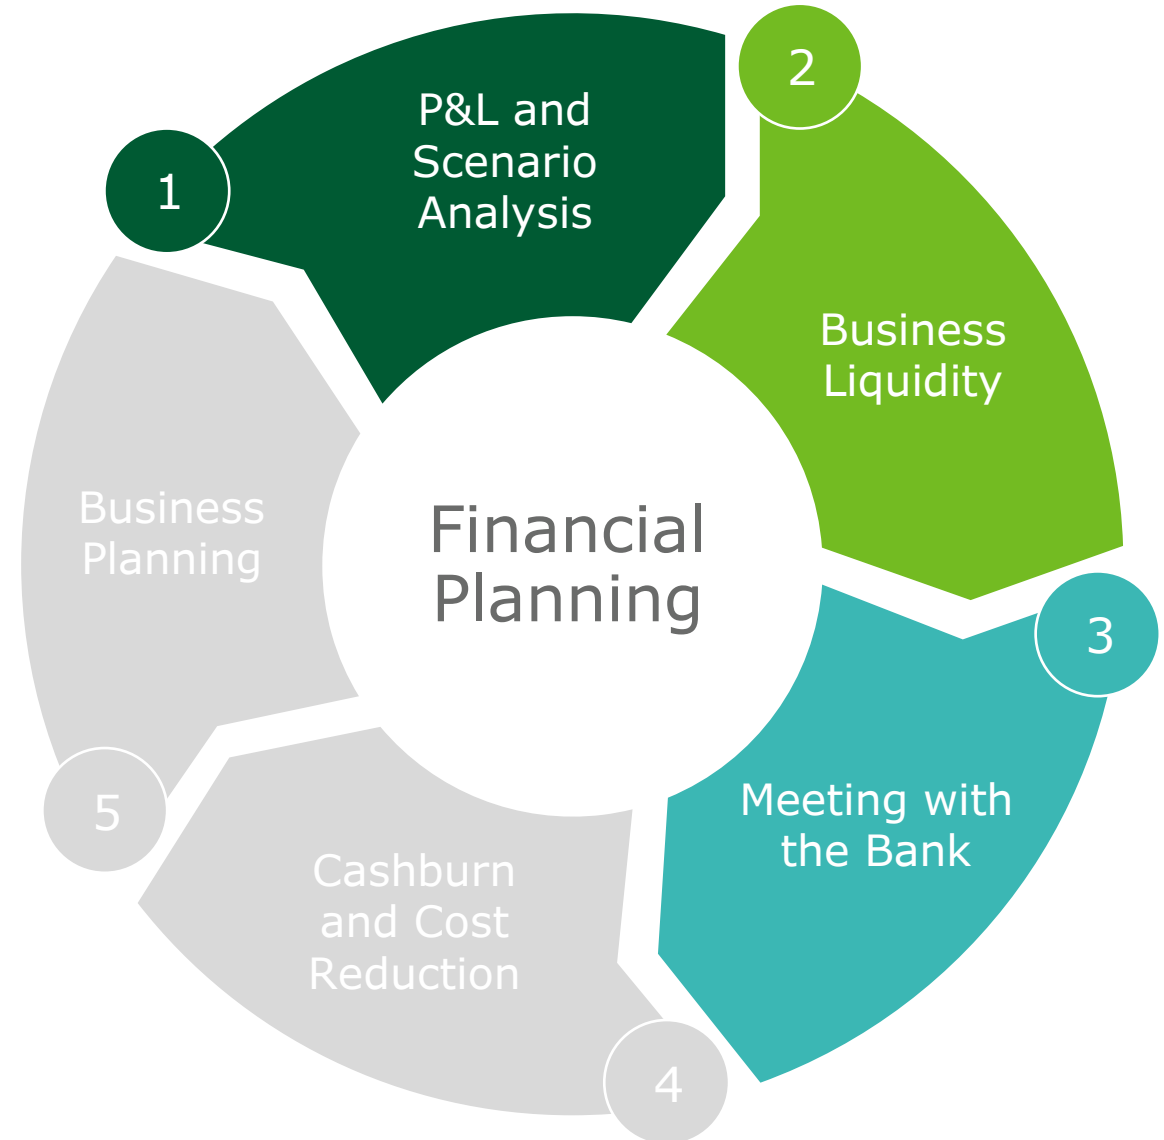 Financial
Planning
1
P&L and
Scenario
Analysis
2
Business
Liquidity
3
Meeting with
the Bank
4
Cashburn
and Cost
Reduction
5
Business
Planning